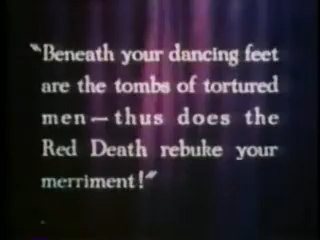 "Beneath your dancing feet
are the tombs of tortured
men—thus does the
Red Death rebuke your
merriment!"